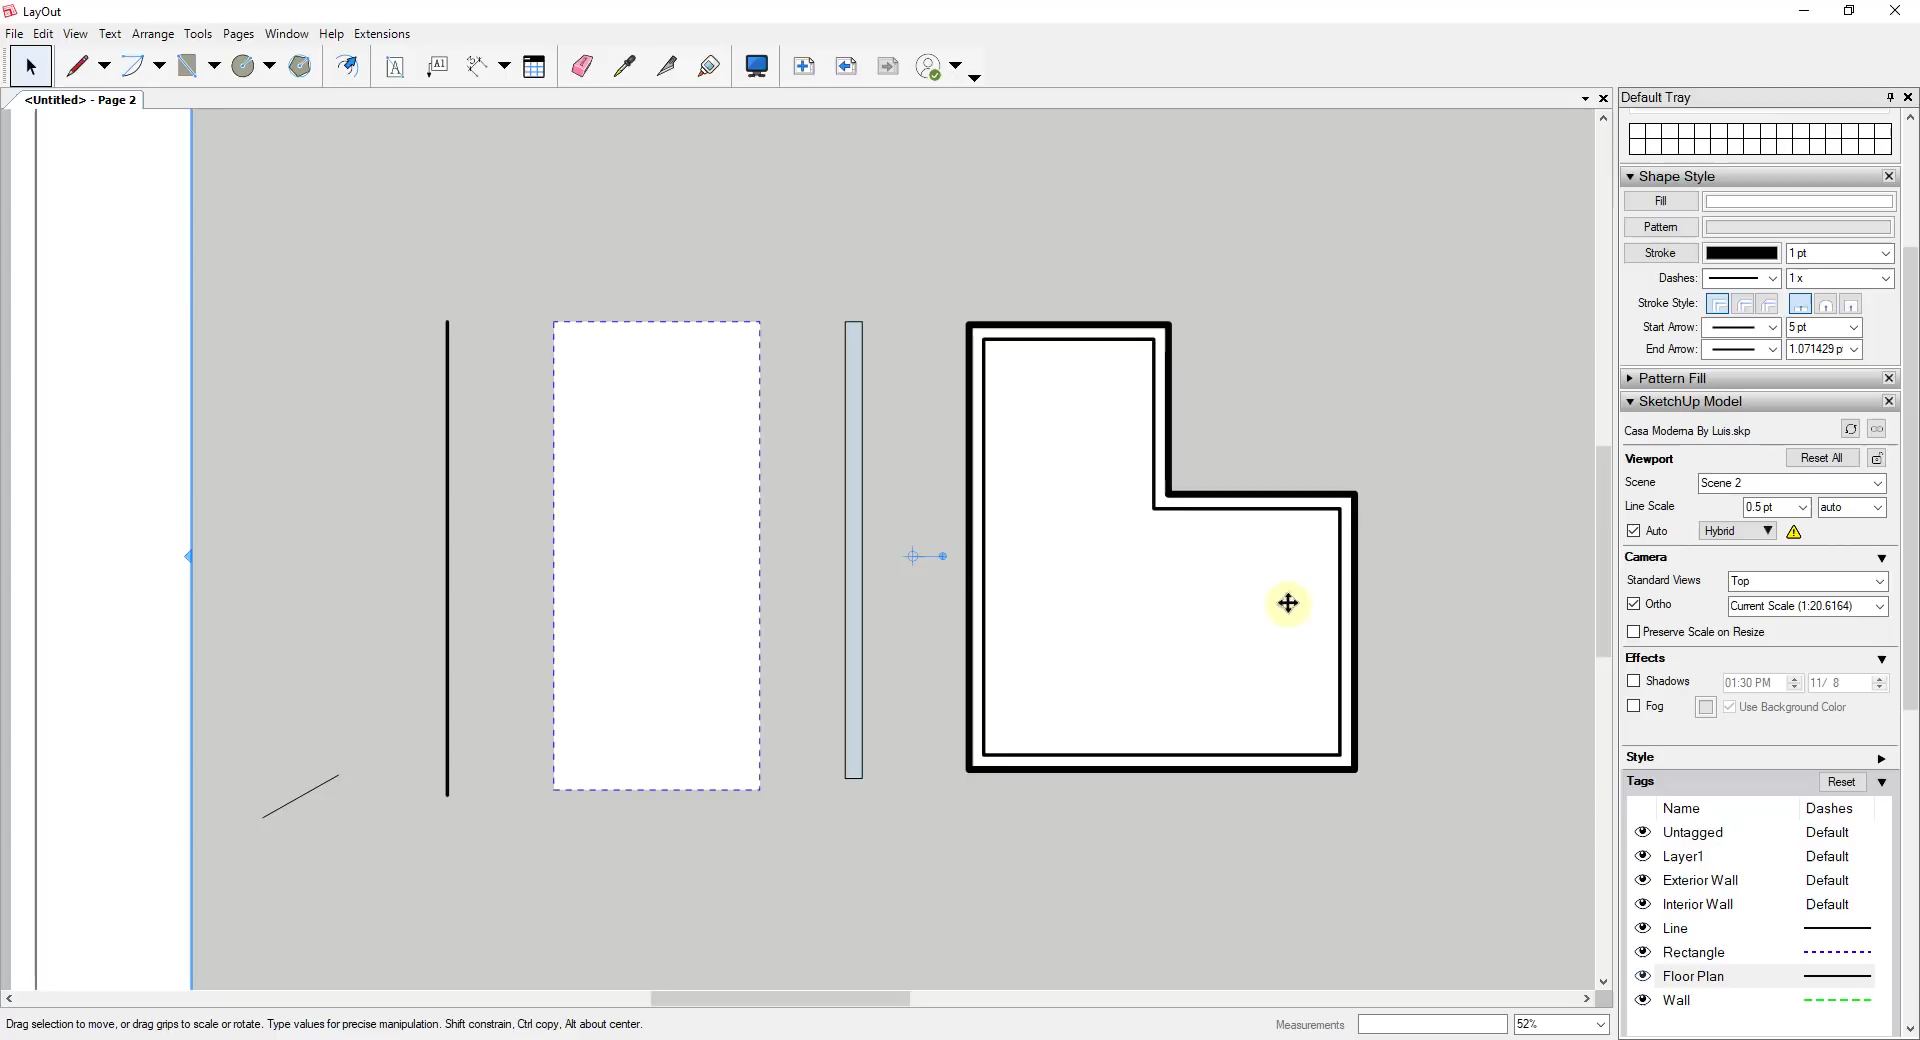 LayOut
File Edit View Text Arrange Tools Pages Window Help Extensions
A A1
<Untitled> - Page 2
Default Tray
Shape Style
Fill
Pattern
Stroke 1 pt
Dashes: 1 x
Stroke Style:
Start Arrow: 5 pt
End Arrow: 1.071429 p
Pattern Fill
SketchUp Model
Casa Moderna By Luis.skp
Viewport Reset All
Scene Scene 2
Line Scale 0.5 pt auto
Auto Hybrid
Camera
Standard Views Top
Ortho Current Scale (1:20.6164)
Preserve Scale on Resize
Effects
Shadows 01:30 PM 11/ 8
Fog Use Background Color
Style
Tags Reset
Name Dashes
Untagged Default
Layer1 Default
Exterior Wall Default
Interior Wall Default
Line
Rectangle
Floor Plan
Wall
Drag selection to move, or drag grips to scale or rotate. Type values for precise manipulation. Shift constrain, Ctrl copy, Alt about center.
Measurements 52%